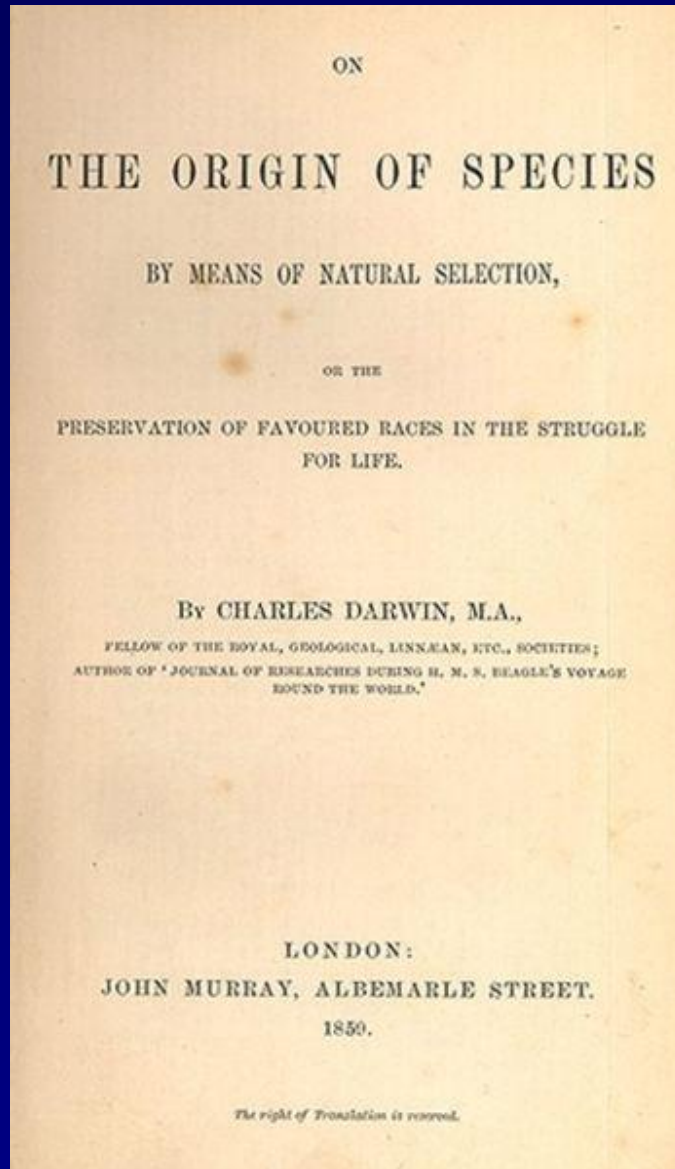 ON
THE ORIGIN OF SPECIES
BY MEANS OF NATURAL SELECTION,
OR THE
PRESERVATION OF FAVOURED RACES IN THE STRUGGLE
FOR LIFE.
BY CHARLES DARWIN, M.A.,
FELLOW OF THE ROYAL, GEOLOGICAL, LINNÆAN, ETC., SOCIETIES;
AUTHOR OF ‘JOURNAL OF RESEARCHES DURING H. M. S. BEAGLE'S VOYAGE
ROUND THE WORLD.’
LONDON:
JOHN MURRAY, ALBEMARLE STREET.
1859.
The right of Translation is reserved.